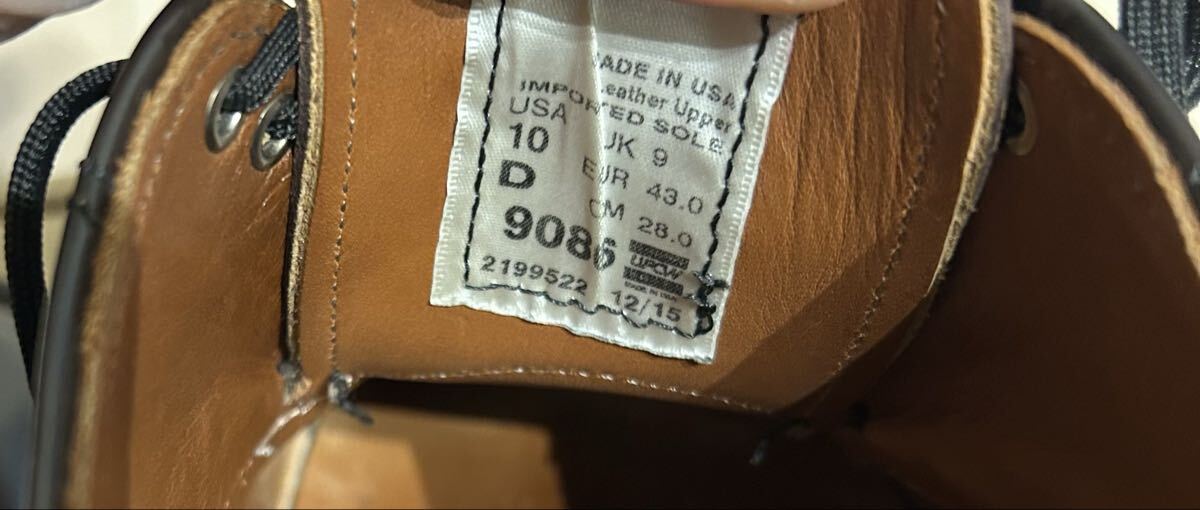 MADE IN USA
Leather Upper
IMPORTED SOLE
USA UK 9
10 EUR 43.0
D CM 28.0
9086
UFCW
2199522 12/15